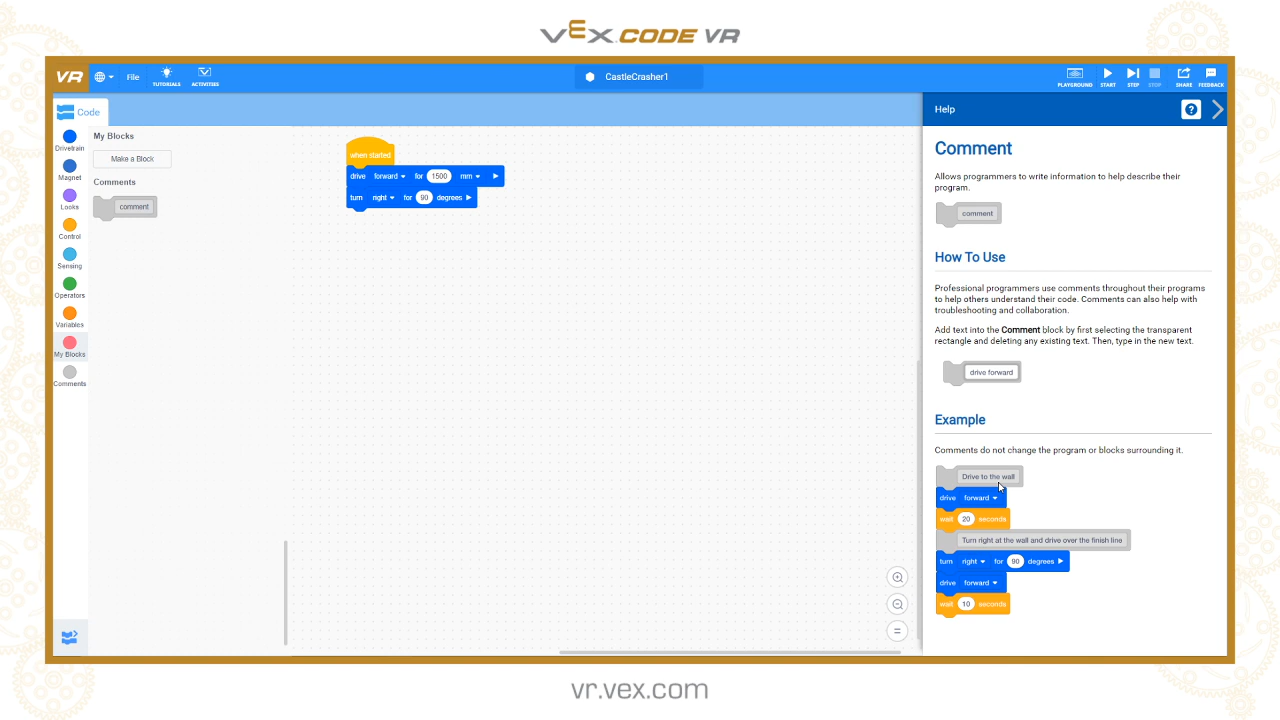 VEX CODE VR
VR
File
TUTORIALS
ACTIVITIES
CastleCrasher1
PLAYGROUND
START
STEP
STOP
SHARE
FEEDBACK
Code
Drivetrain
Magnet
Looks
Control
Sensing
Operators
Variables
My Blocks
Comments
My Blocks
Make a Block
Comments
comment
when started
drive forward for 1500 mm
turn right for 90 degrees
Help
?
Comment
Allows programmers to write information to help describe their
program.
comment
How To Use
Professional programmers use comments throughout their programs
to help others understand their code. Comments can also help with
troubleshooting and collaboration.
Add text into the Comment block by first selecting the transparent
rectangle and deleting any existing text. Then, type in the new text.
drive forward
Example
Comments do not change the program or blocks surrounding it.
Drive to the wall
drive forward
wait 20 seconds
Turn right at the wall and drive over the finish line
turn right for 90 degrees
drive forward
wait 10 seconds
vr.vex.com